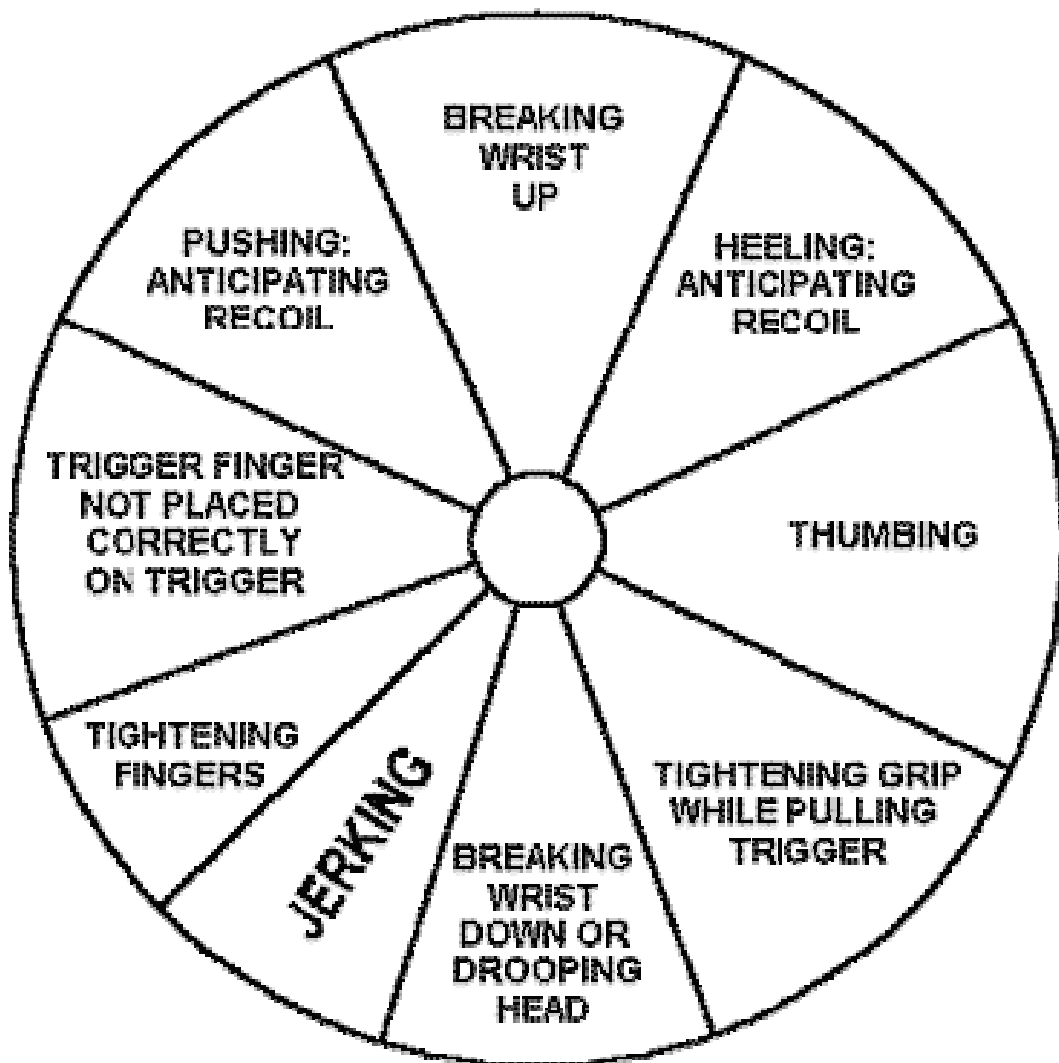 BREAKING
WRIST
UP
PUSHING:
ANTICIPATING
RECOIL
HEELING:
ANTICIPATING
RECOIL
TRIGGER FINGER
NOT PLACED
CORRECTLY
ON TRIGGER
THUMBING
TIGHTENING
FINGERS
JERKING
BREAKING
WRIST
DOWN OR
DROOPING
HEAD
TIGHTENING GRIP
WHILE PULLING
TRIGGER